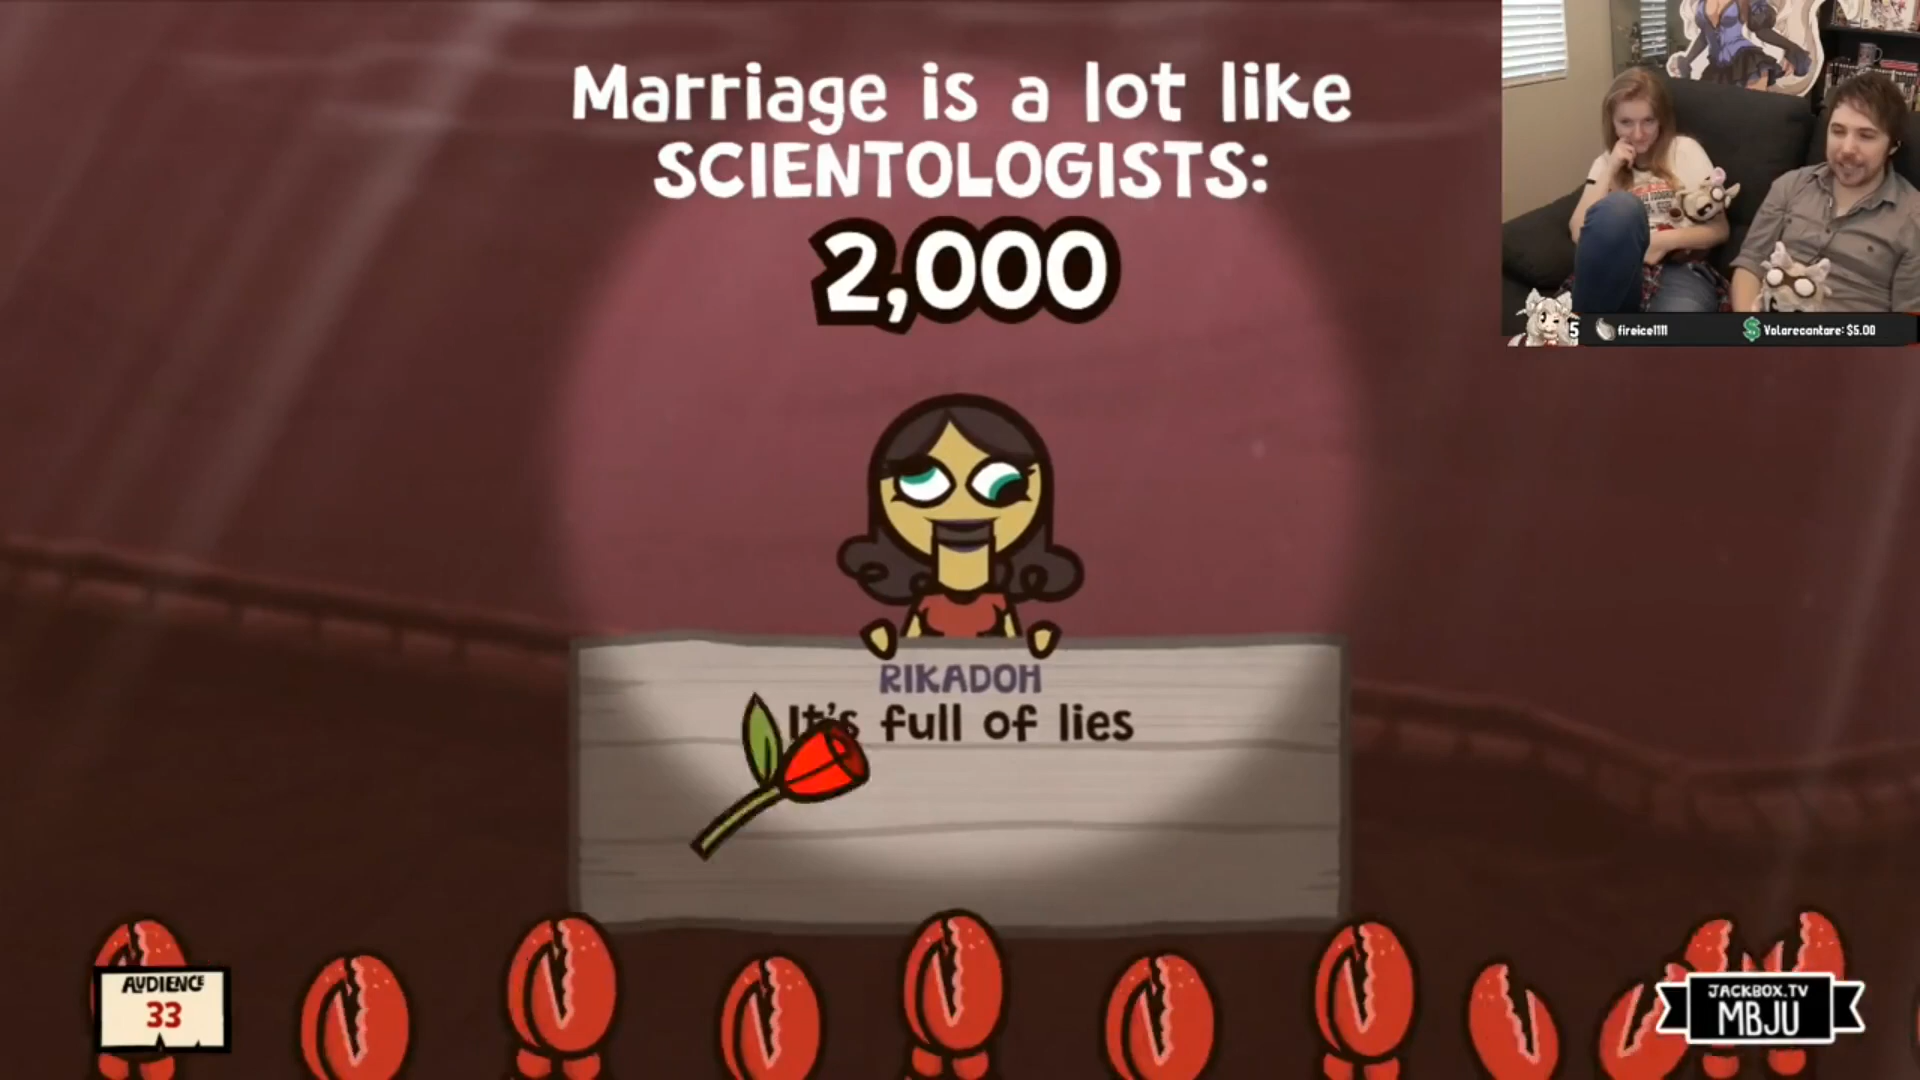 Marriage is a lot like
SCIENTOLOGISTS:
2,000
5
fireice1111
Volarecantare: $5.00
RIKADOH
It's full of lies
AUDIENCE
33
JACKBOX.TV
MBJU